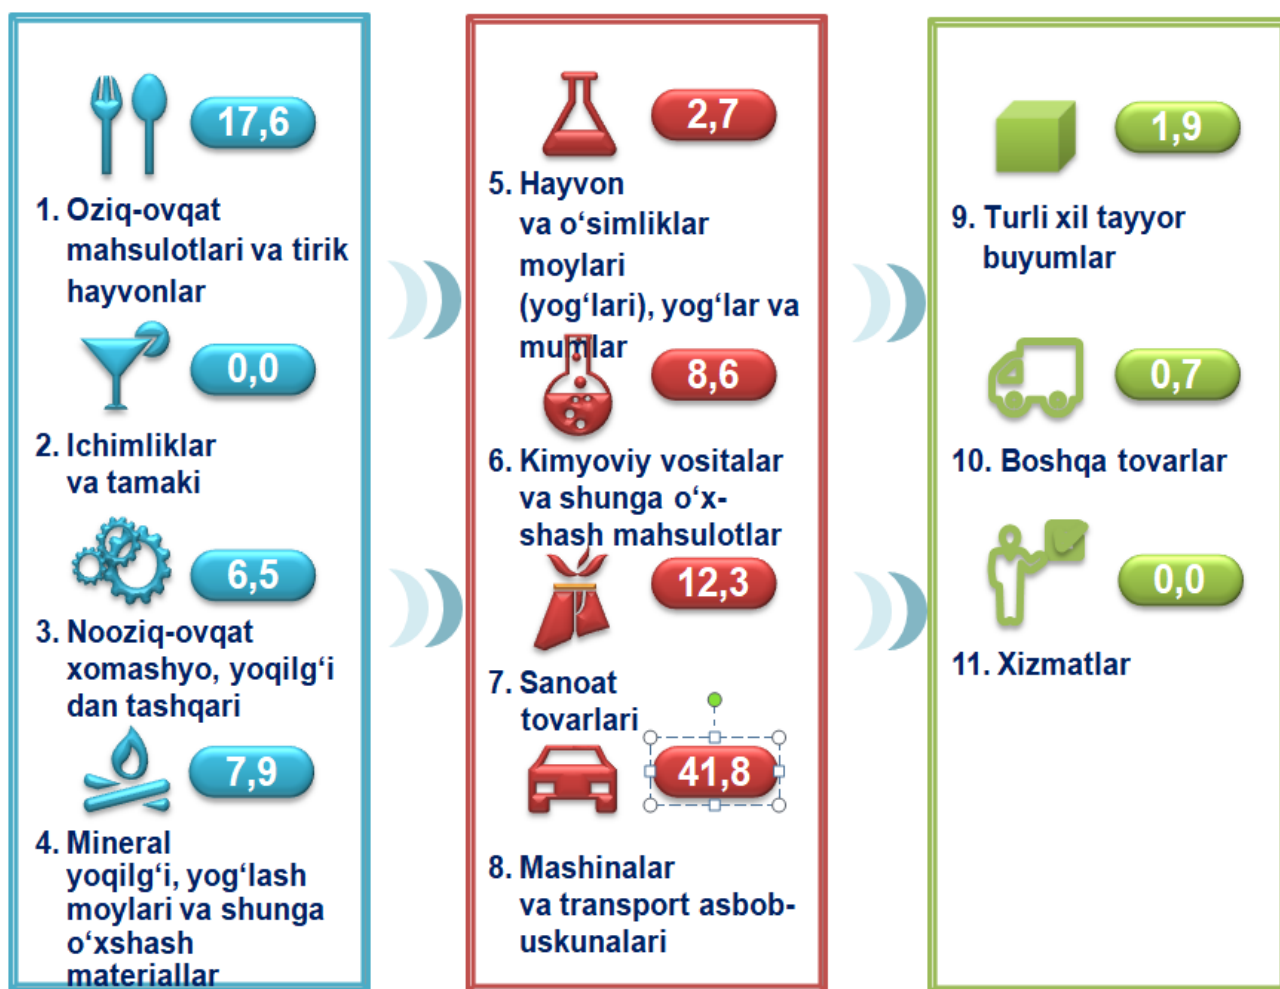 17,6
1. Oziq-ovqat
mahsulotlari va tirik
hayvonlar
0,0
2. Ichimliklar
va tamaki
6,5
3. Nooziq-ovqat
xomashyo, yoqilg‘i
dan tashqari
7,9
4. Mineral
yoqilg‘i, yog‘lash
moylari va shunga
o‘xshash
materiallar
2,7
5. Hayvon
va o‘simliklar
moylari
(yog‘lari), yog‘lar va
mumlar
8,6
6. Kimyoviy vositalar
va shunga o‘x-
shash mahsulotlar
12,3
7. Sanoat
tovarlari
41,8
8. Mashinalar
va transport asbob-
uskunalari
1,9
9. Turli xil tayyor
buyumlar
0,7
10. Boshqa tovarlar
0,0
11. Xizmatlar